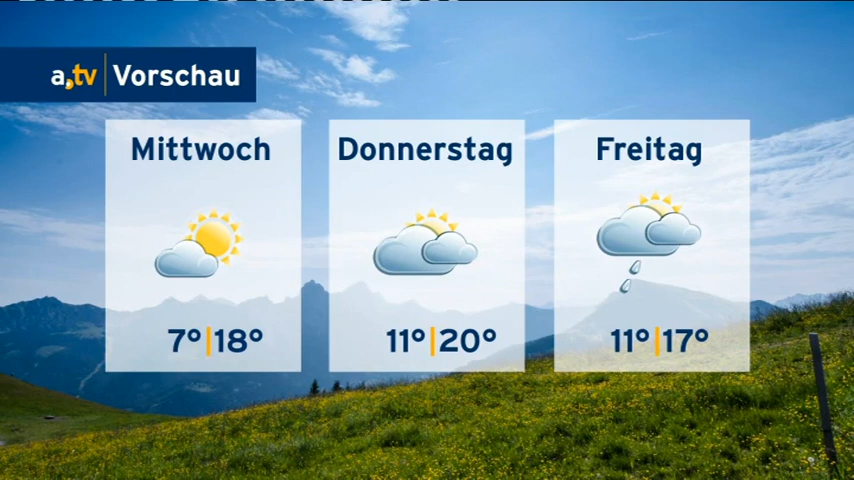 a.tv Vorschau
Mittwoch
Donnerstag
Freitag
7°|18°
11°|20°
11°|17°